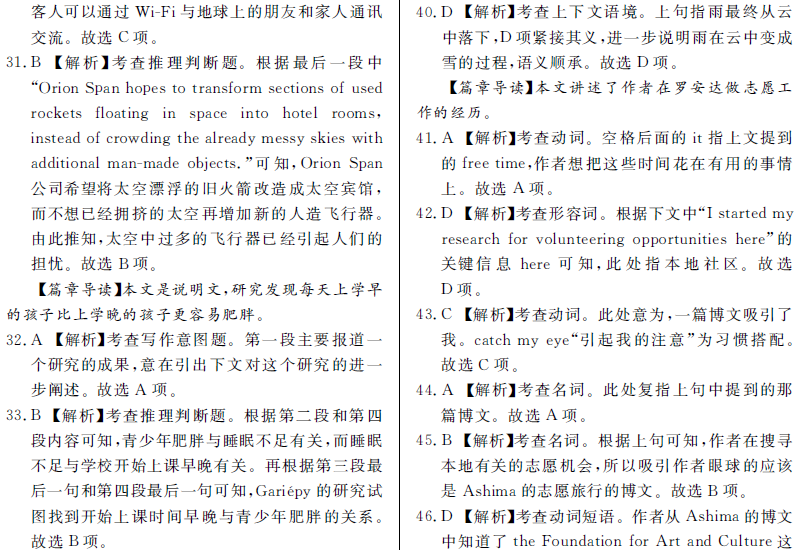 客人可以通过 Wi-Fi 与地球上的朋友和家人通讯
交流。故选 C 项。
31. B 【解析】考查推理判断题。根据最后一段中
“Orion Span hopes to transform sections of used
rockets floating in space into hotel rooms,
instead of crowding the already messy skies with
additional man-made objects.”可知,Orion Span
公司希望将太空漂浮的旧火箭改造成太空宾馆,
而不想已经拥挤的太空再增加新的人造飞行器。
由此推知,太空中过多的飞行器已经引起人们的
担忧。故选 B 项。
【篇章导读】本文是说明文,研究发现每天上学早
的孩子比上学晚的孩子更容易肥胖。
32. A 【解析】考查写作意图题。第一段主要报道一
个研究的成果,意在引出下文对这个研究的进一
步阐述。故选 A 项。
33. B 【解析】考查推理判断题。根据第二段和第四
段内容可知,青少年肥胖与睡眠不足有关,而睡眠
不足与学校开始上课早晚有关。再根据第三段最
后一句和第四段最后一句可知,Gariépy 的研究试
图找到开始上课时间早晚与青少年肥胖的关系。
故选 B 项。
40. D 【解析】考查上下文语境。上句指雨最终从云
中落下,D 项紧接其义,进一步说明雨在云中变成
雪的过程,语义顺承。故选 D 项。
【篇章导读】本文讲述了作者在罗安达做志愿工
作的经历。
41. A 【解析】考查动词。空格后面的 it 指上文提到
的 free time,作者想把这些时间花在有用的事情
上。故选 A 项。
42. D 【解析】考查形容词。根据下文中“I started my
research for volunteering opportunities here”的
关键信息 here 可知,此处指本地社区。故选
D 项。
43. C 【解析】考查动词。此处意为,一篇博文吸引了
我。catch my eye“引起我的注意”为习惯搭配。
故选 C 项。
44. A 【解析】考查名词。此处复指上句中提到的那
篇博文。故选 A 项。
45. B 【解析】考查名词。根据上句可知,作者在搜寻
本地有关的志愿机会,所以吸引作者眼球的应该
是 Ashima 的志愿旅行的博文。故选 B 项。
46. D 【解析】考查动词短语。作者从 Ashima 的博文
中知道了 the Foundation for Art and Culture 这